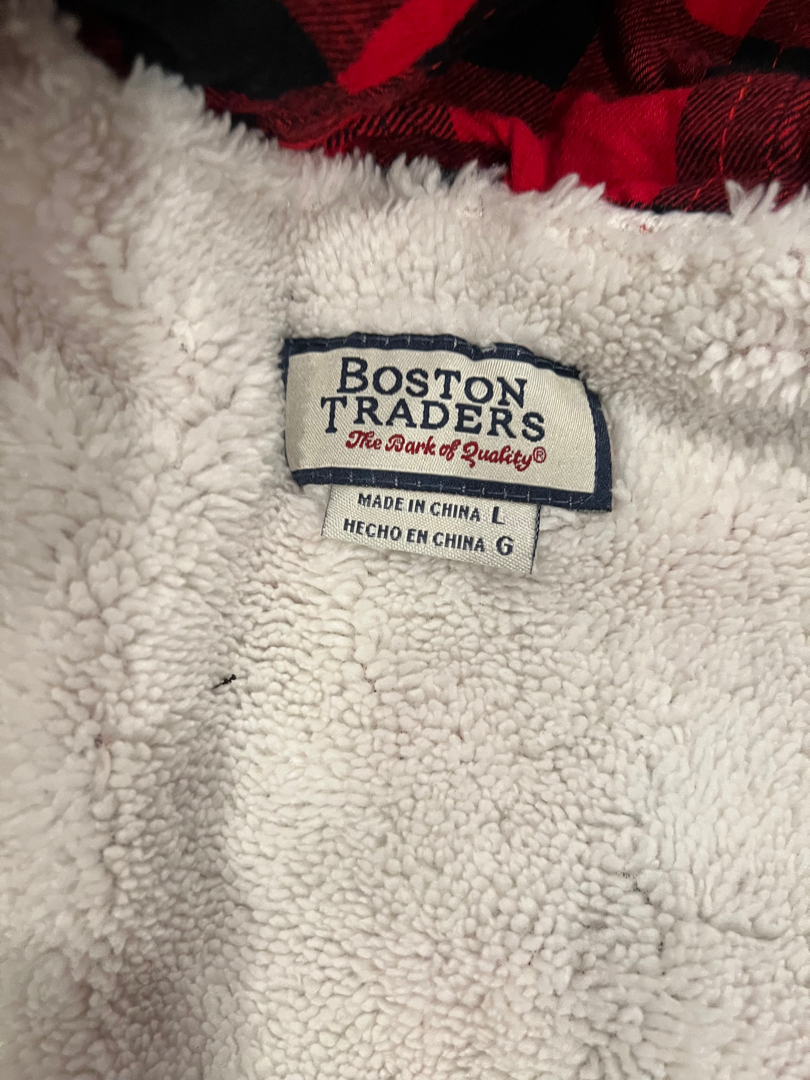 BOSTON
TRADERS
The Bark of Quality®
MADE IN CHINA L
HECHO EN CHINA G